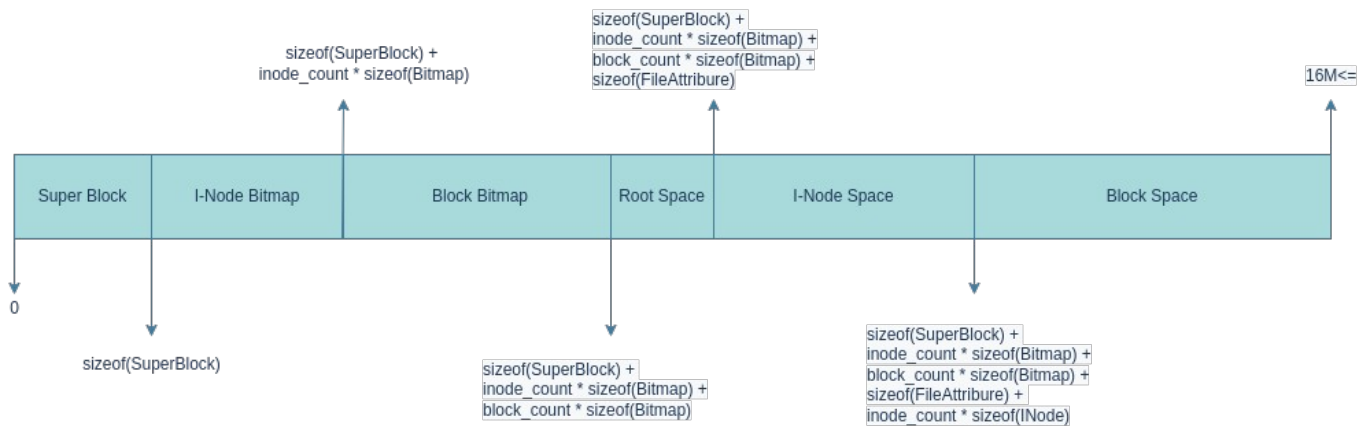 sizeof(SuperBlock) +
inode_count * sizeof(Bitmap)
sizeof(SuperBlock) +
inode_count * sizeof(Bitmap) +
block_count * sizeof(Bitmap) +
sizeof(FileAttribure)
16M<=
Super Block
I-Node Bitmap
Block Bitmap
Root Space
I-Node Space
Block Space
0
sizeof(SuperBlock)
sizeof(SuperBlock) +
inode_count * sizeof(Bitmap) +
block_count * sizeof(Bitmap)
sizeof(SuperBlock) +
inode_count * sizeof(Bitmap) +
block_count * sizeof(Bitmap) +
sizeof(FileAttribure) +
inode_count * sizeof(INode)